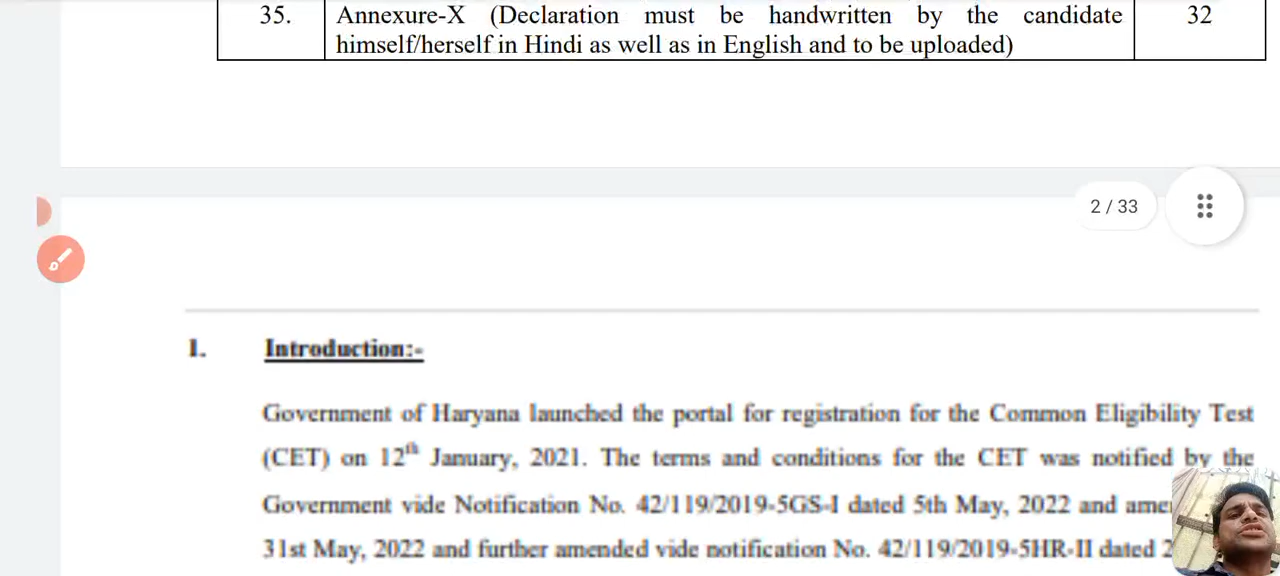 35. Annexure-X (Declaration must be handwritten by the candidate 32
himself/herself in Hindi as well as in English and to be uploaded)
2 / 33
1. Introduction:-
Government of Haryana launched the portal for registration for the Common Eligibility Test
(CET) on 12th January, 2021. The terms and conditions for the CET was notified by the
Government vide Notification No. 42/119/2019-5GS-I dated 5th May, 2022 and
31st May, 2022 and further amended vide notification No. 42/119/2019-5HR-II dated